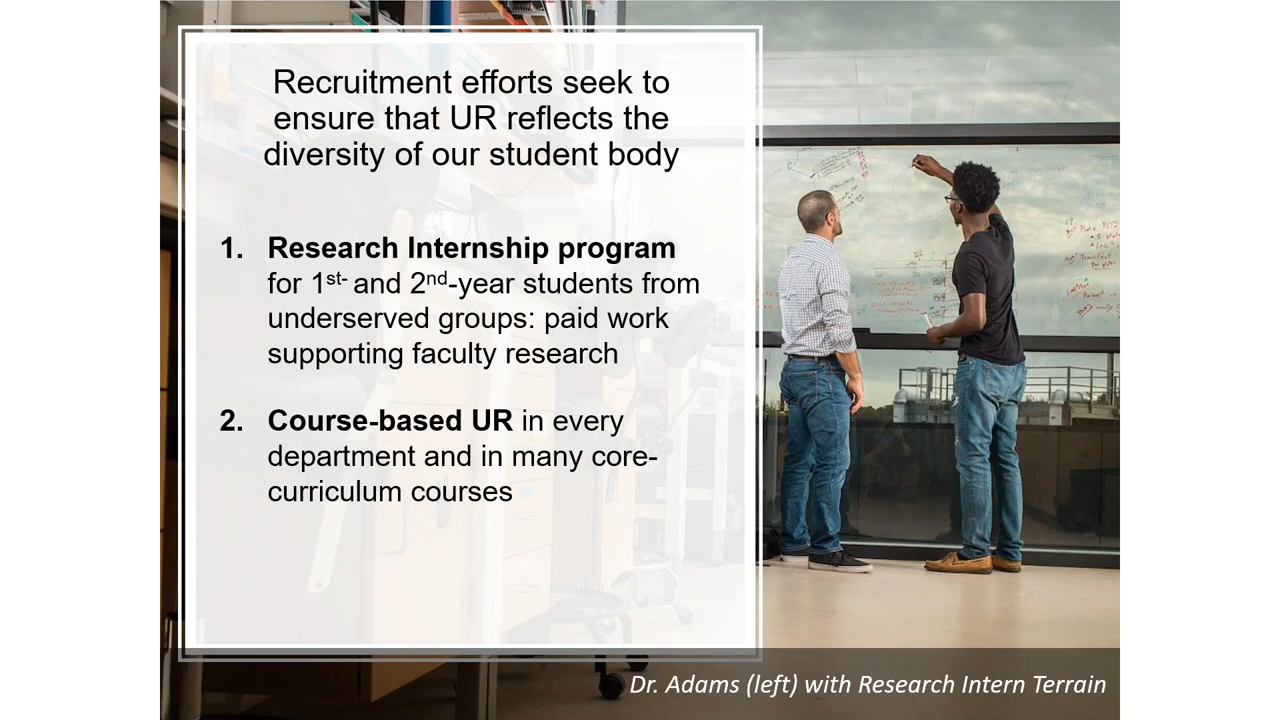 Recruitment efforts seek to
ensure that UR reflects the
diversity of our student body
1. Research Internship program
for 1st- and 2nd-year students from
underserved groups: paid work
supporting faculty research
2. Course-based UR in every
department and in many core-
curriculum courses
Dr. Adams (left) with Research Intern Terrain